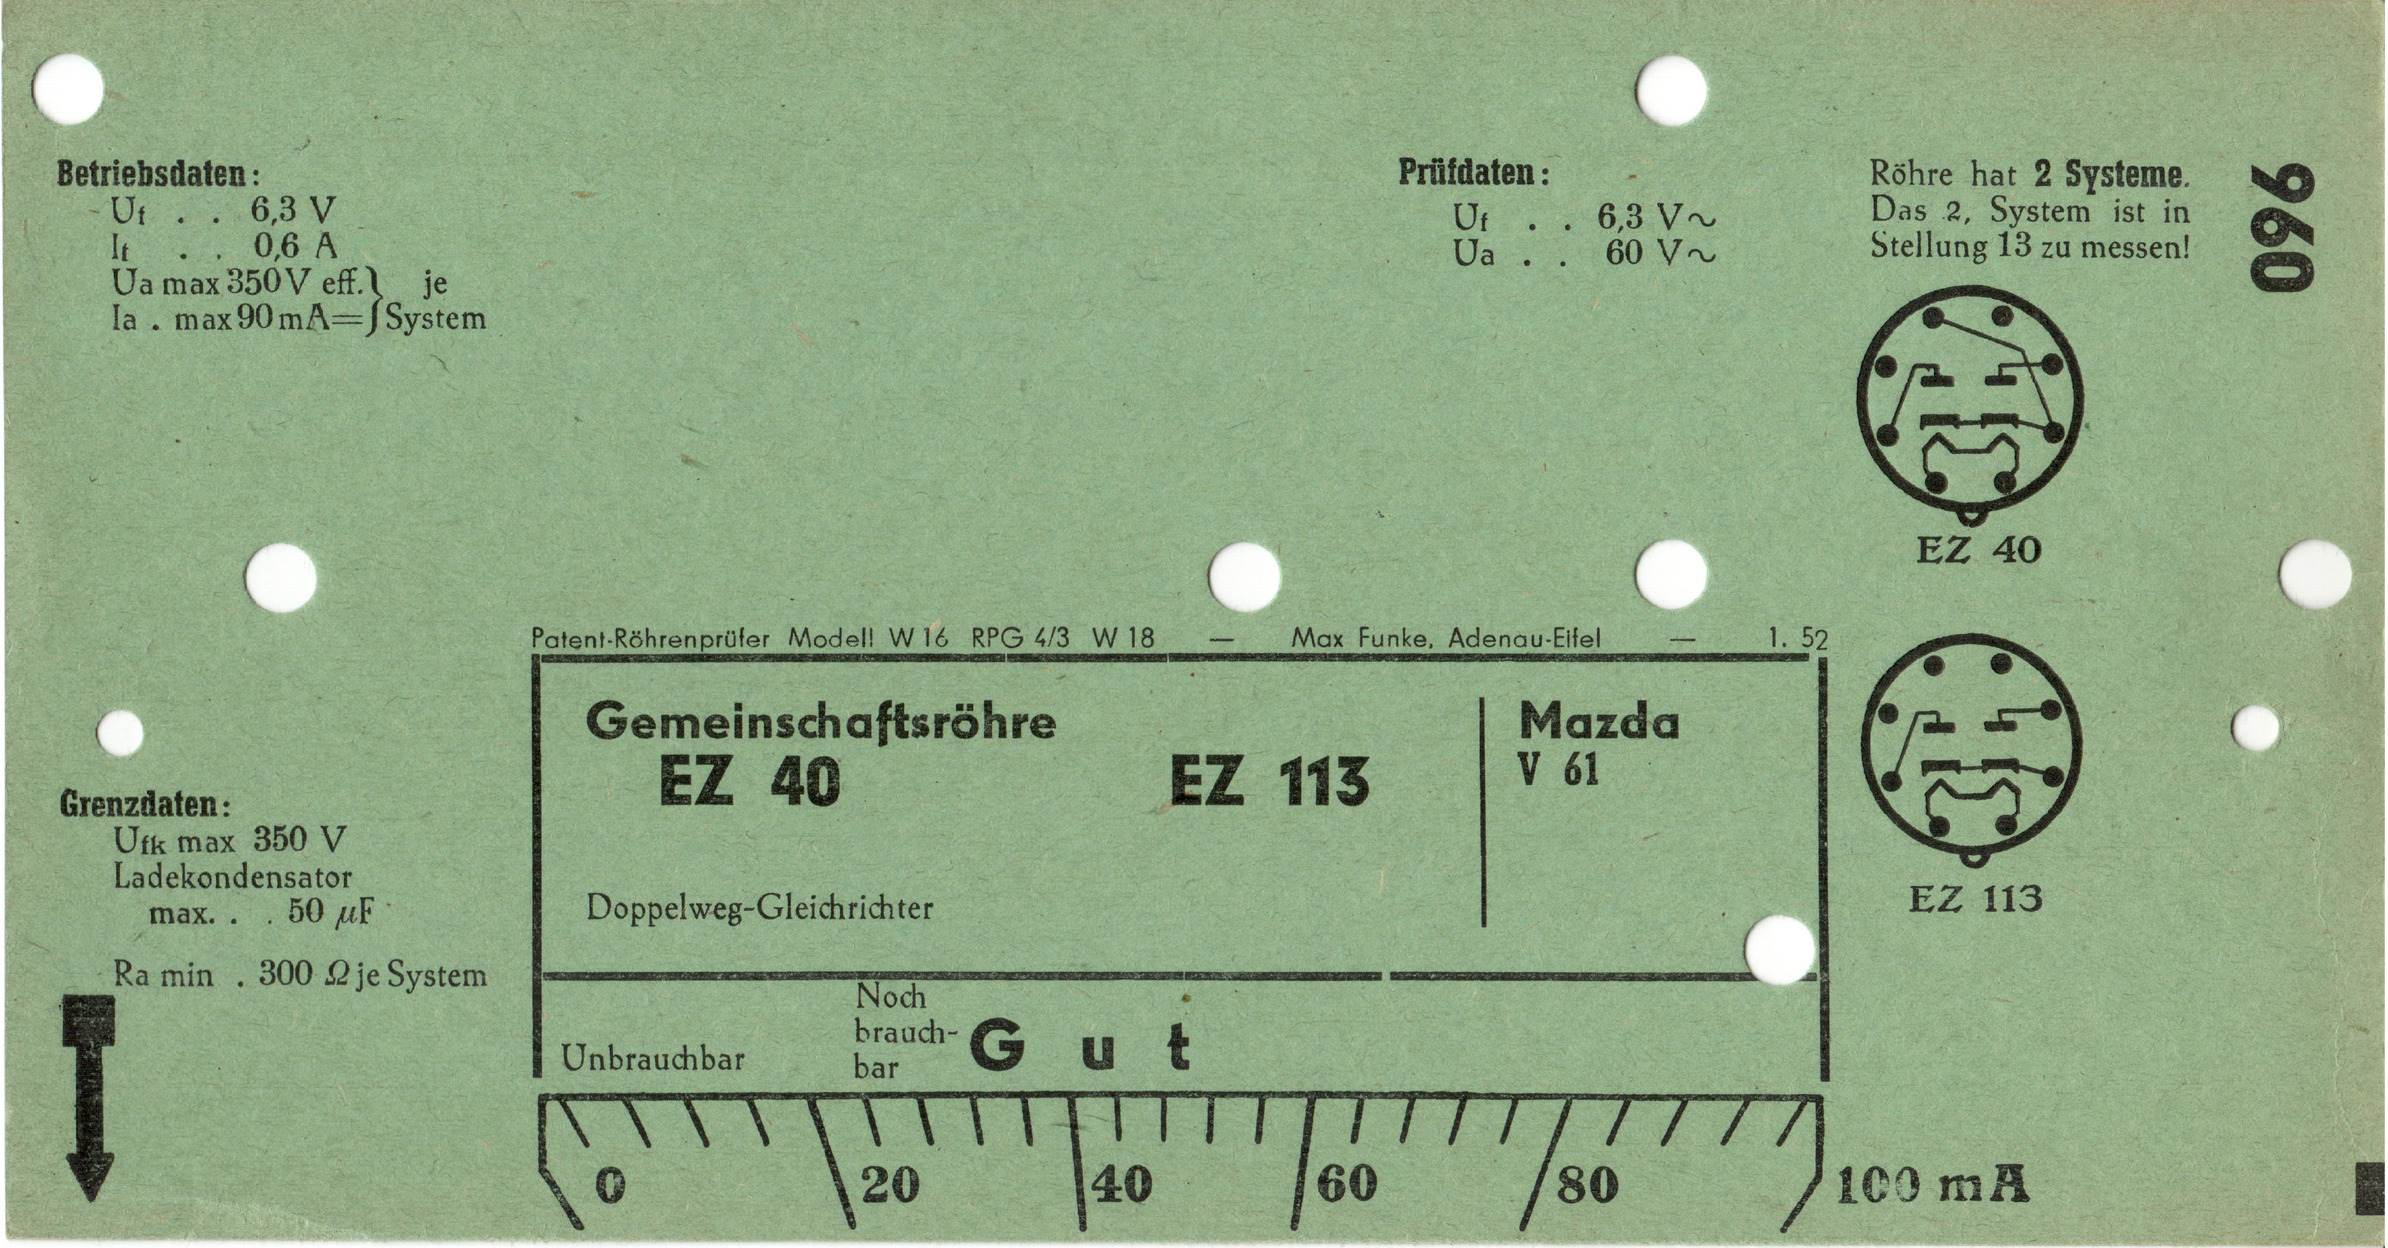 Betriebsdaten:
Uf . . 6,3 V
If . . 0,6 A
Ua max 350 V eff. } je
Ia . max 90 mA= } System
Prüfdaten:
Uf . . 6,3 V~
Ua . . 60 V~
Röhre hat 2 Systeme.
Das 2, System ist in
Stellung 13 zu messen!
096
EZ 40
Patent-Röhrenprüfer Modell W 16 RPG 4/3 W 18 — Max Funke, Adenau-Eifel — 1. 52
Gemeinschaftsröhre
EZ 40 EZ 113
Mazda
V 61
Doppelweg-Gleichrichter
EZ 113
Grenzdaten:
Ufk max 350 V
Ladekondensator
max. . . 50 µF
Ra min . 300 Ω je System
Unbrauchbar
Noch
brauch-
bar
Gut
0 20 40 60 80 100 mA